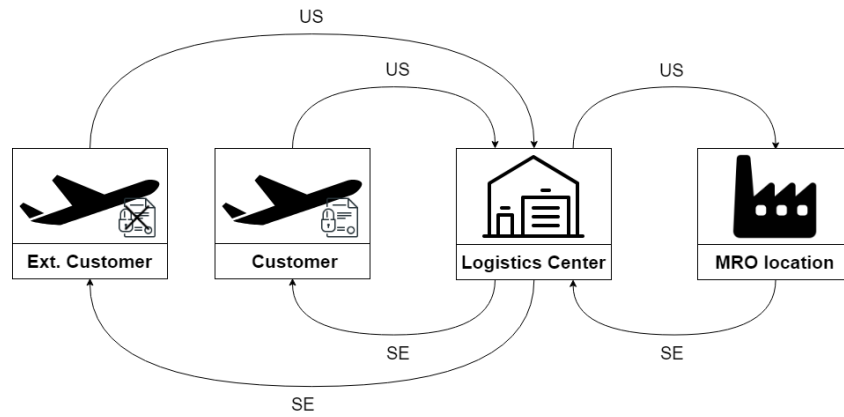 US
US
US
Ext. Customer
Customer
Logistics Center
MRO location
SE
SE
SE